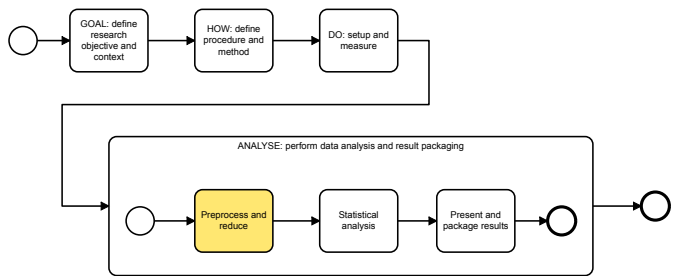 GOAL: define
research
objective and
context
HOW: define
procedure and
method
DO: setup and
measure
ANALYSE: perform data analysis and result packaging
Preprocess and
reduce
Statistical
analysis
Present and
package results